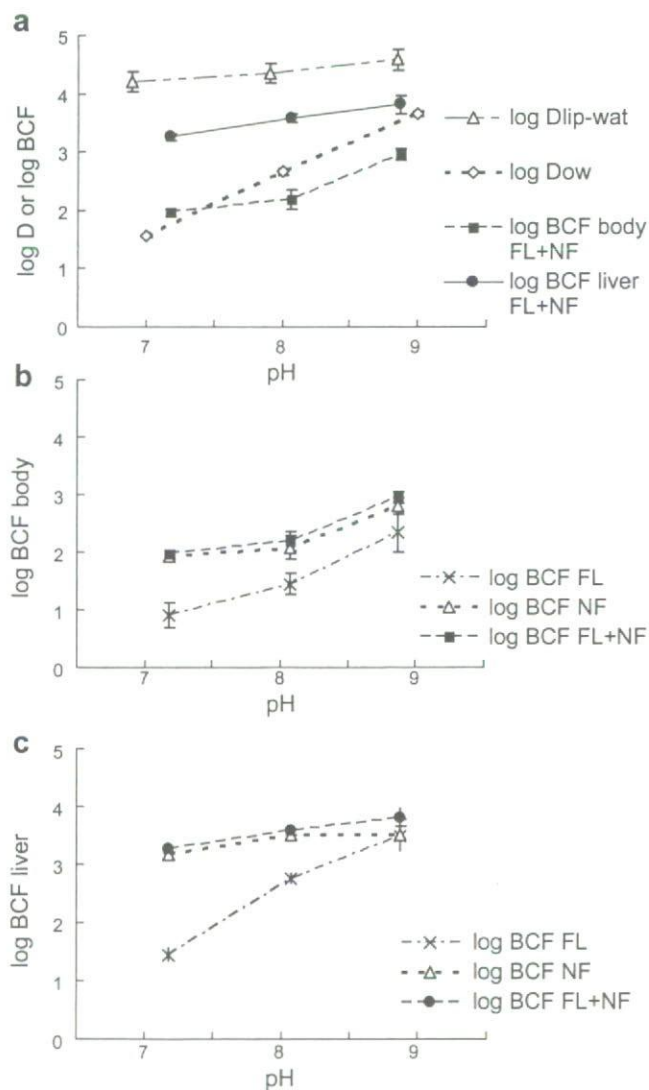 a
5
4
3
2
1
0
log D or log BCF
7
8
9
pH
log Dlip-wat
log Dow
log BCF body
FL+NF
log BCF liver
FL+NF
b
5
4
3
2
1
0
log BCF body
7
8
9
pH
log BCF FL
log BCF NF
log BCF FL+NF
c
5
4
3
2
1
0
log BCF liver
7
8
9
pH
log BCF FL
log BCF NF
log BCF FL+NF